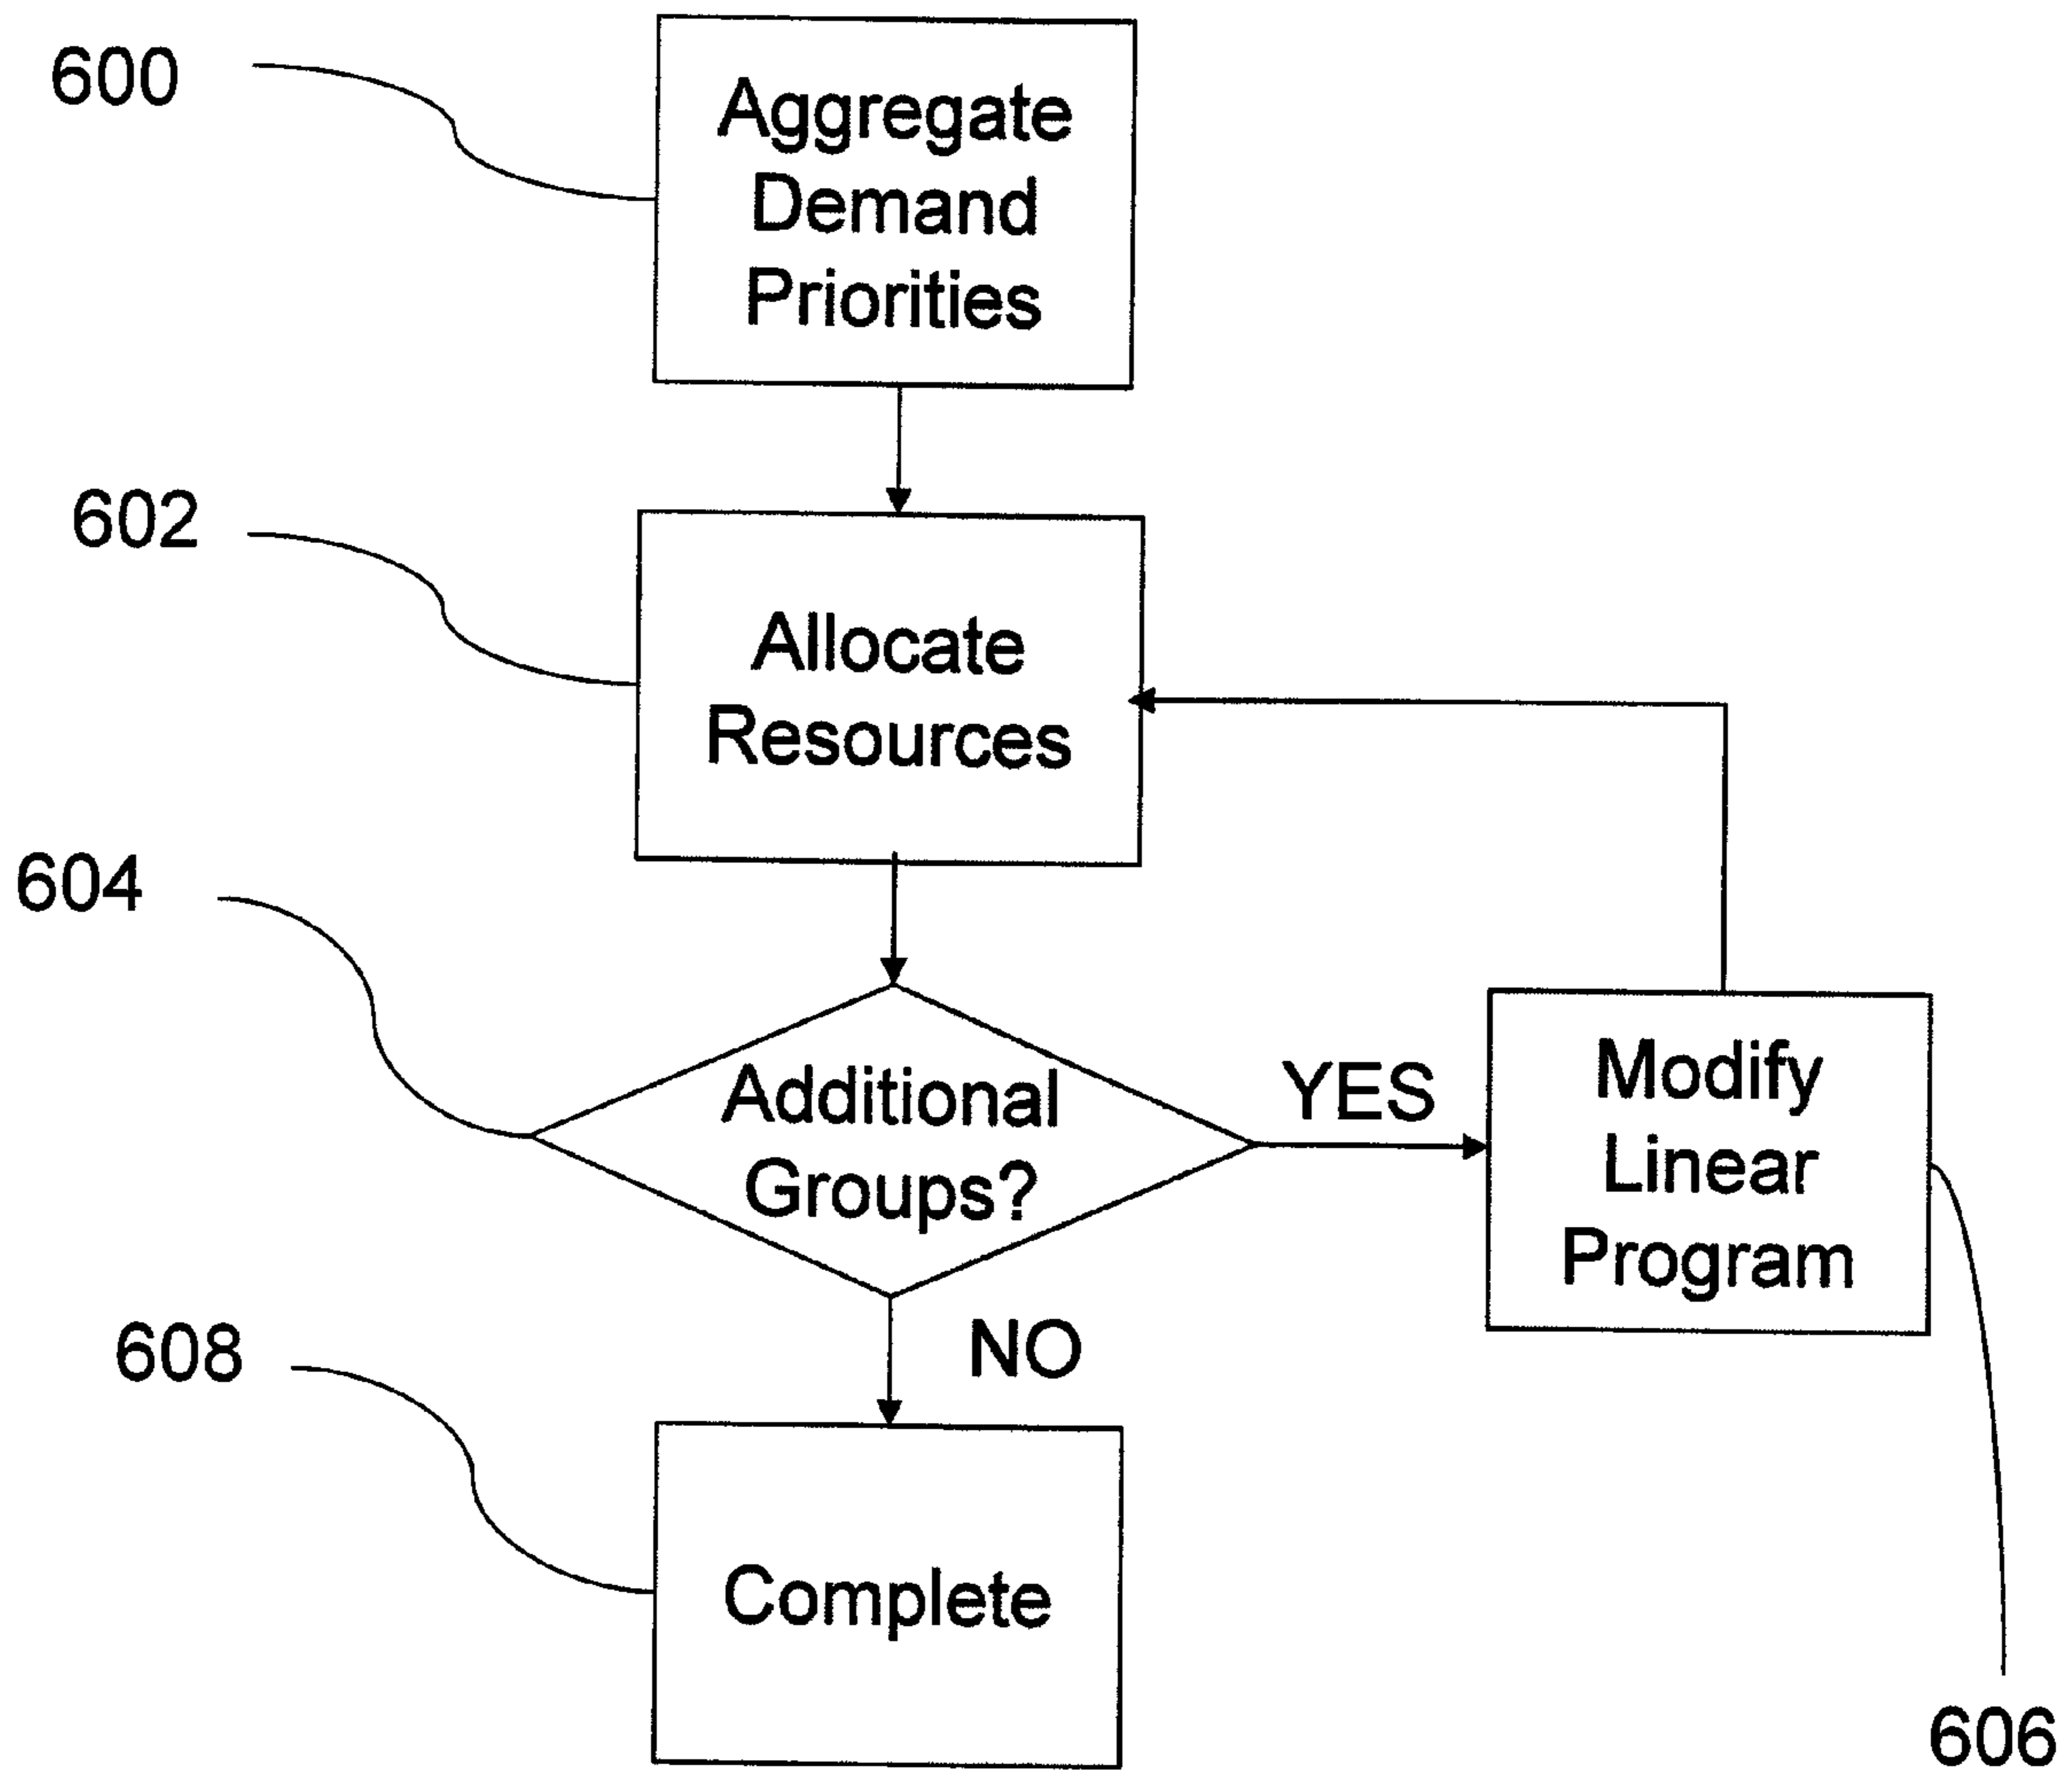 600
Aggregate
Demand
Priorities
602
Allocate
Resources
604
Additional
Groups?
YES
Modify
Linear
Program
608
NO
Complete
606